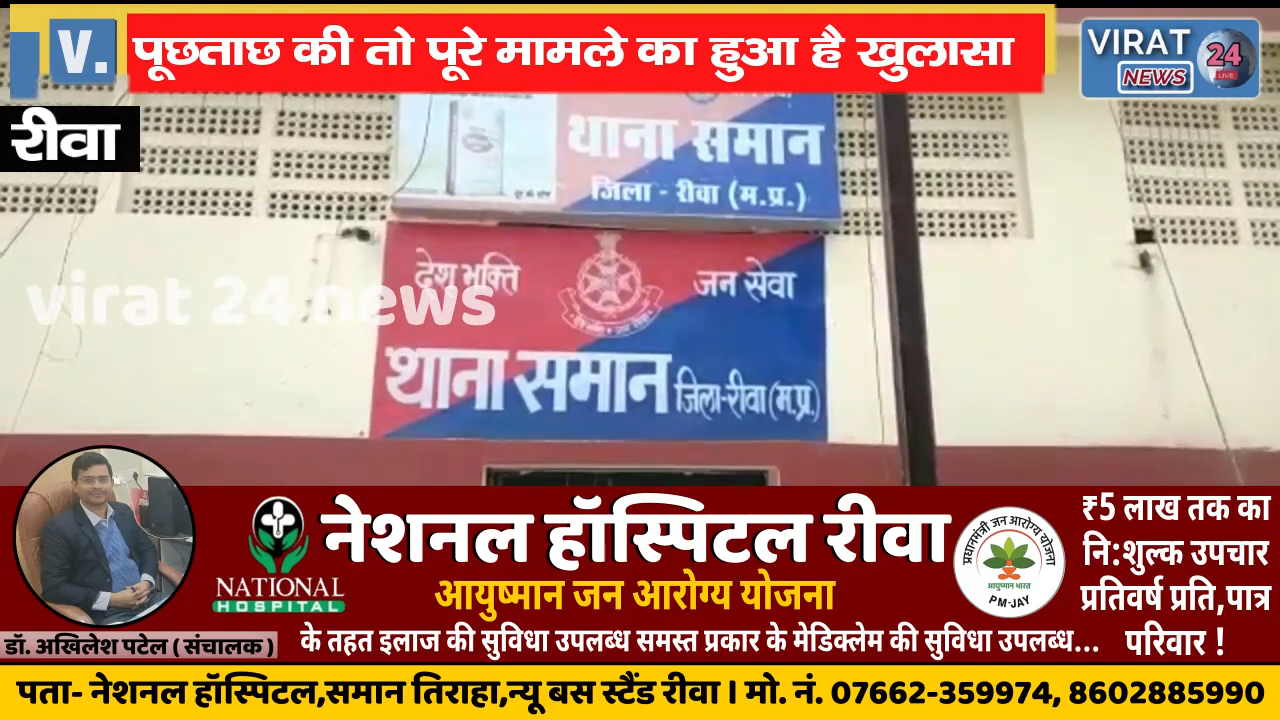 V.
पूछताछ की तो पूरे मामले का हुआ है खुलासा
VIRAT
NEWS
24
LIVE
रीवा
थाना समान
जिला - रीवा (म.प्र.)
देश भक्ति
जन सेवा
virat 24 news
थाना समान जिला-रीवा (म.प्र.)
नेशनल हॉस्पिटल रीवा
NATIONAL
HOSPITAL
आयुष्मान जन आरोग्य योजना
प्रधानमंत्री जन आरोग्य योजना
आयुष्मान भारत
PM-JAY
₹5 लाख तक का
नि:शुल्क उपचार
प्रतिवर्ष प्रति,पात्र
परिवार !
डॉ. अखिलेश पटेल ( संचालक )
के तहत इलाज की सुविधा उपलब्ध समस्त प्रकार के मेडिक्लेम की सुविधा उपलब्ध...
पता- नेशनल हॉस्पिटल,समान तिराहा,न्यू बस स्टैंड रीवा । मो. नं. 07662-359974, 8602885990